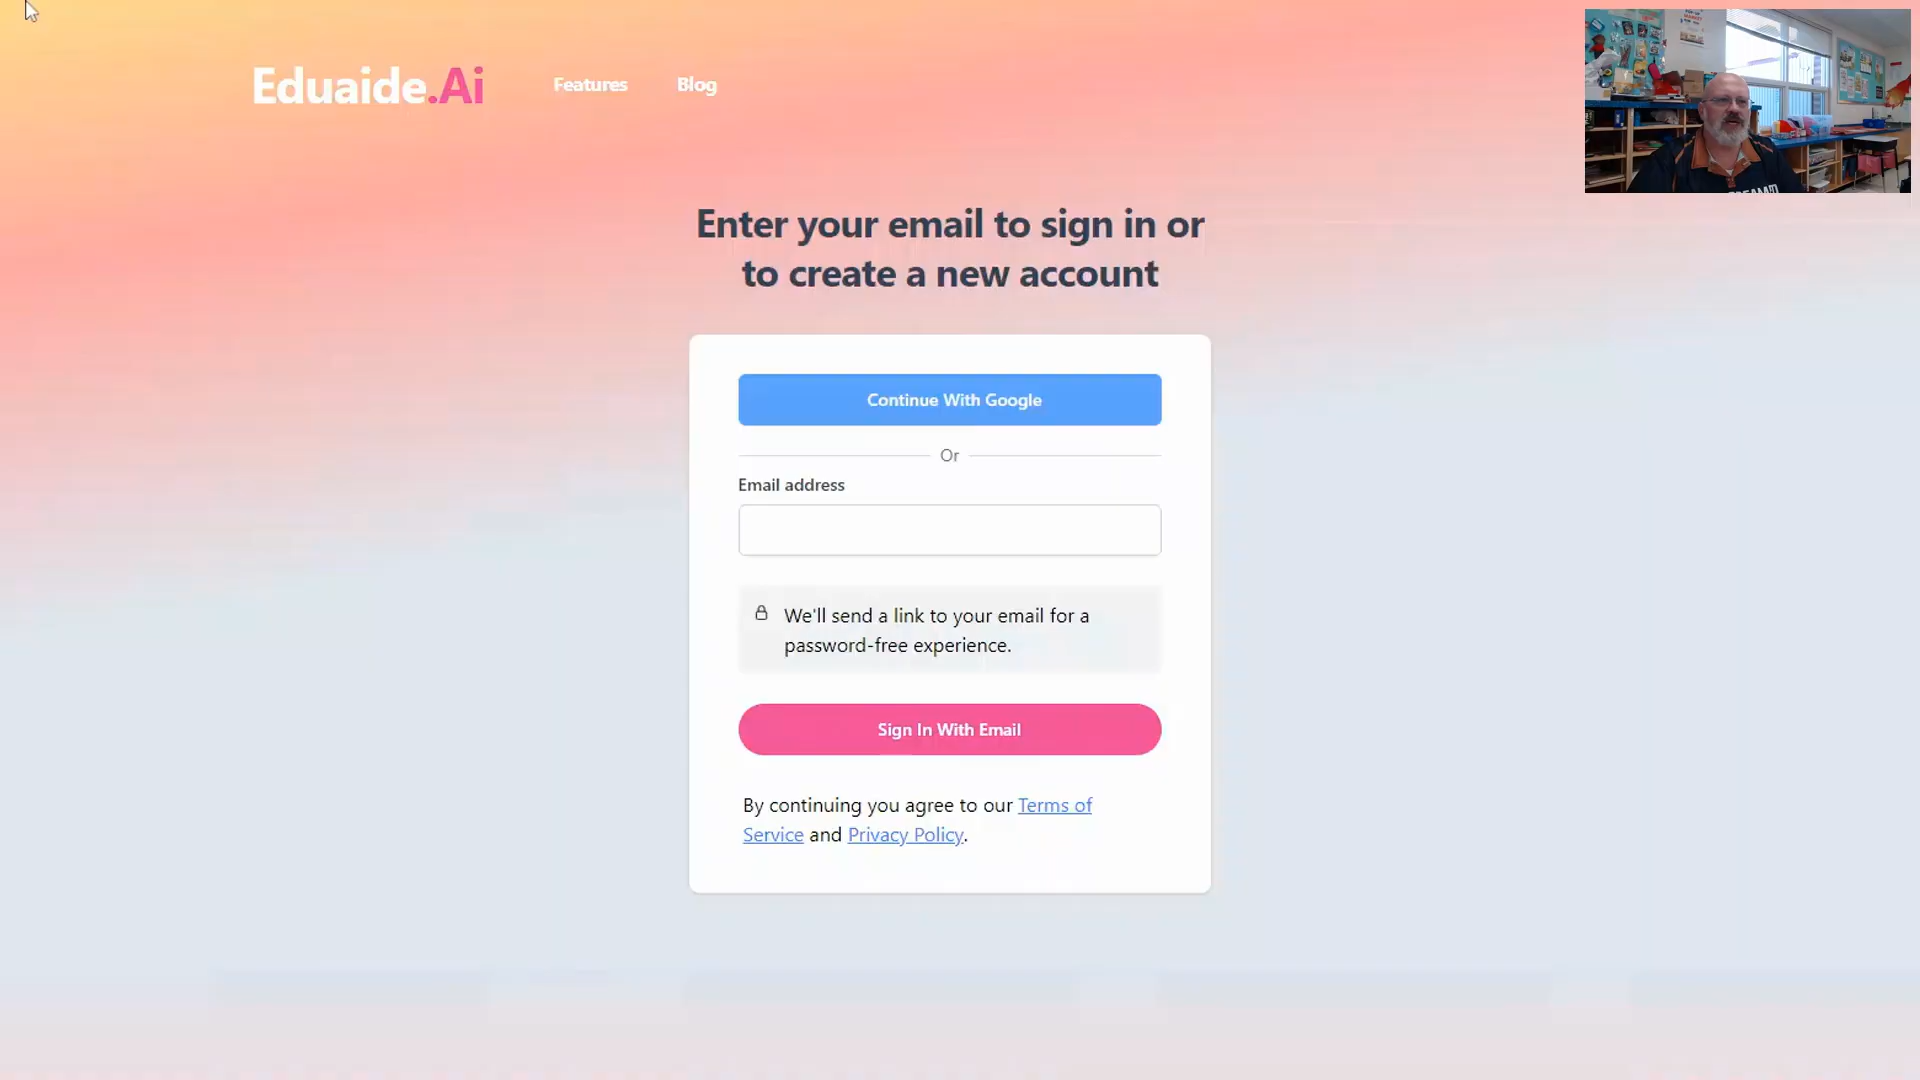 Eduaide.Ai
Features
Blog
Enter your email to sign in or
to create a new account
Continue With Google
Or
Email address
We'll send a link to your email for a
password-free experience.
Sign In With Email
By continuing you agree to our Terms of
Service and Privacy Policy.